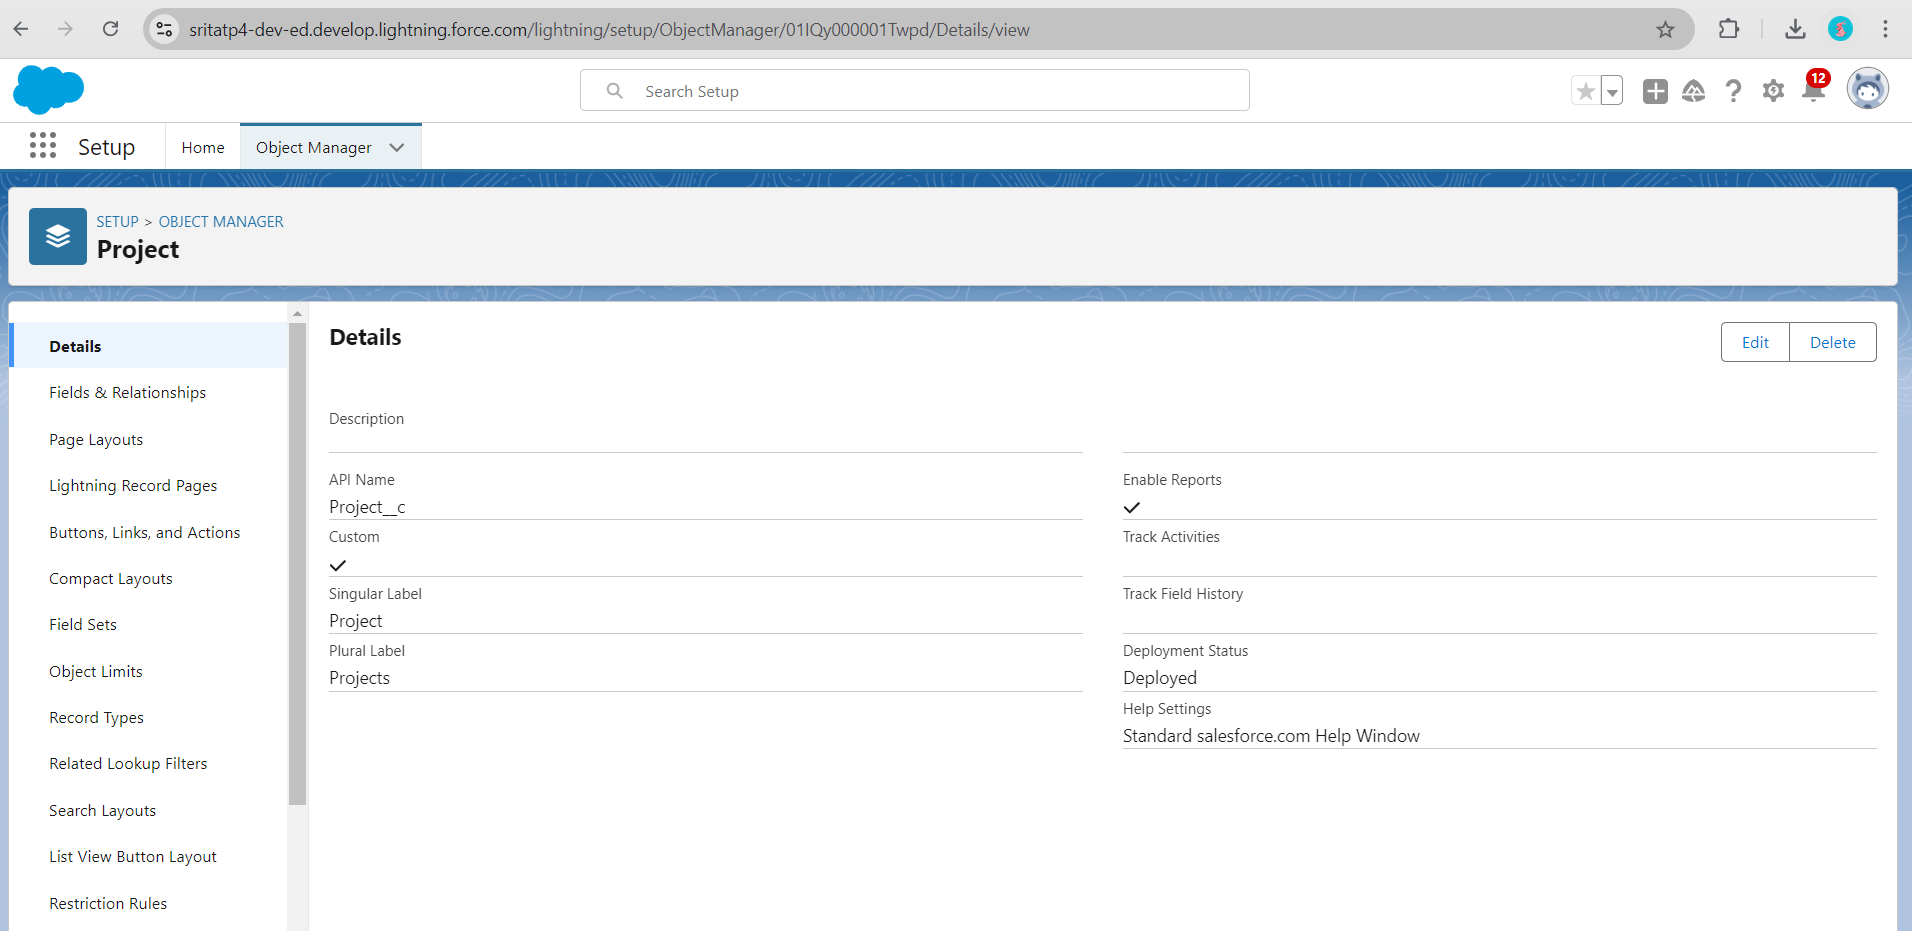 sritatp4-dev-ed.develop.lightning.force.com/lightning/setup/ObjectManager/01IQy000001Twpd/Details/view
Search Setup
12
Setup
Home
Object Manager
SETUP > OBJECT MANAGER
Project
Details
Fields & Relationships
Page Layouts
Lightning Record Pages
Buttons, Links, and Actions
Compact Layouts
Field Sets
Object Limits
Record Types
Related Lookup Filters
Search Layouts
List View Button Layout
Restriction Rules
Details
Edit
Delete
Description
API Name
Project__c
Custom
Singular Label
Project
Plural Label
Projects
Enable Reports
Track Activities
Track Field History
Deployment Status
Deployed
Help Settings
Standard salesforce.com Help Window